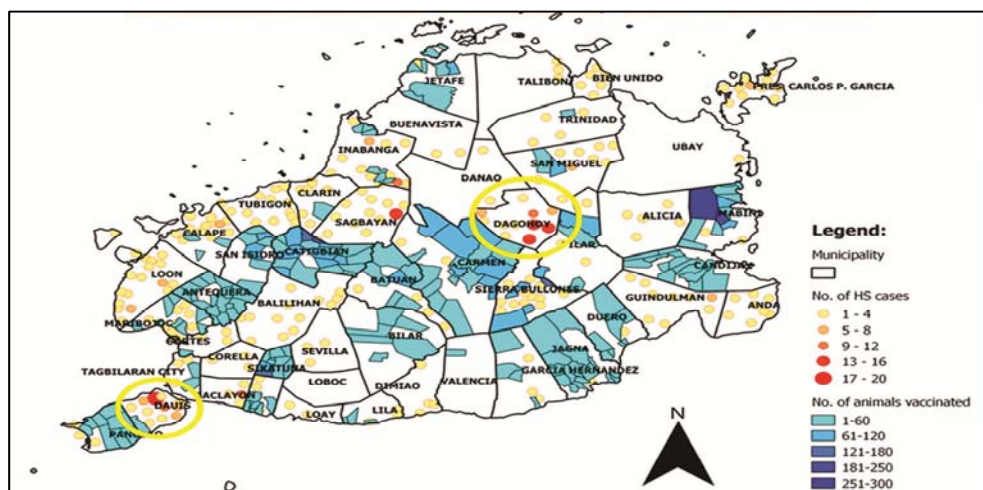 JETAFE
TALIBON
BIEN UNIDO
PRES. CARLOS P. GARCIA
BUENAVISTA
TRINIDAD
INABANGA
UBAY
SAN MIGUEL
DANAO
CLARIN
TUBIGON
SAGBAYAN
DAGOHOY
ALICIA
MABINI
CALAPE
SAN ISIDRO
CATIGBIAN
CARMEN
PILAR
LOON
BATUAN
CANDIJAY
ANTEQUERA
SIERRA BULLONES
BALILIHAN
GUINDULMAN
ANDA
MARIBOJOC
DUERO
CORTES
BILAR
CORELLA
SEVILLA
JAGNA
TAGBILARAN CITY
SIKATUNA
GARCIA HERNANDEZ
LOBOC
DIMIAO
VALENCIA
BACLAYON
DAUIS
LOAY
LILA
N
Legend:
Municipality
No. of HS cases
1 - 4
5 - 8
9 - 12
13 - 16
17 - 20
No. of animals vaccinated
1-60
61-120
121-180
181-250
251-300